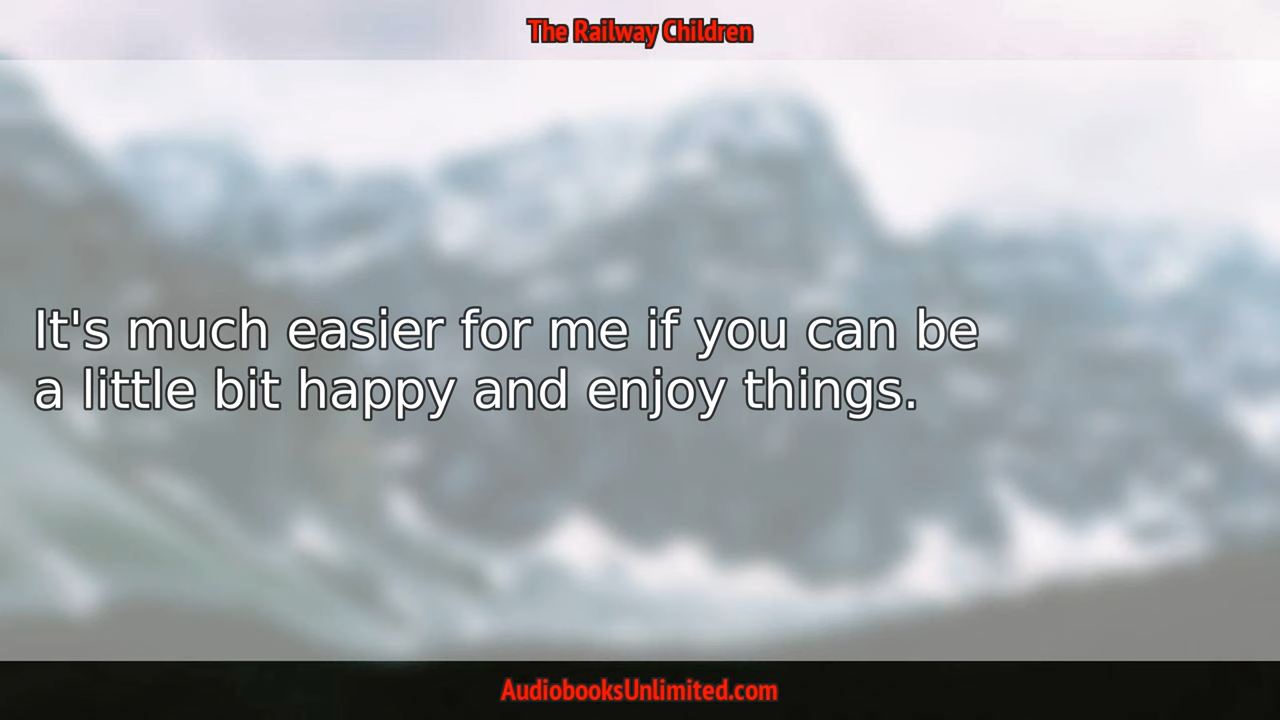 The Railway Children
It's much easier for me if you can be
a little bit happy and enjoy things.
AudiobooksUnlimited.com